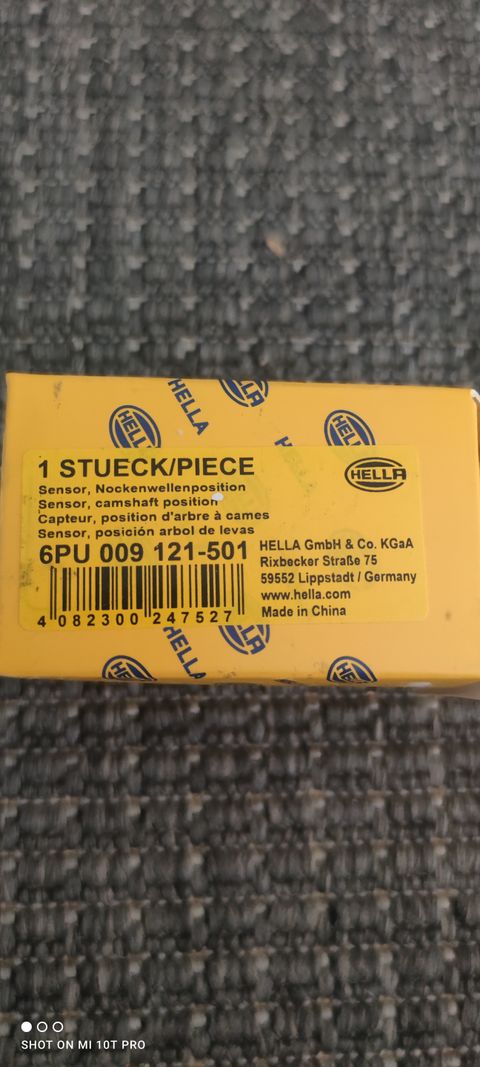 HELLA
HELLA
HELLA
HELLA
1 STUECK/PIECE
HELLA
Sensor, Nockenwellenposition
Sensor, camshaft position
Capteur, position d'arbre à cames
Sensor, posición arbol de levas
6PU 009 121-501
HELLA GmbH & Co. KGaA
Rixbecker Straße 75
59552 Lippstadt / Germany
www.hella.com
Made in China
4 082300 247527
HELLA
HELLA
HELLA
HELLA
SHOT ON MI 10T PRO